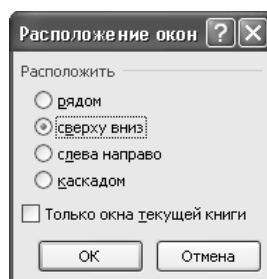 Расположение окон
Расположить
рядом
сверху вниз
слева направо
каскадом
Только окна текущей книги
ОК
Отмена